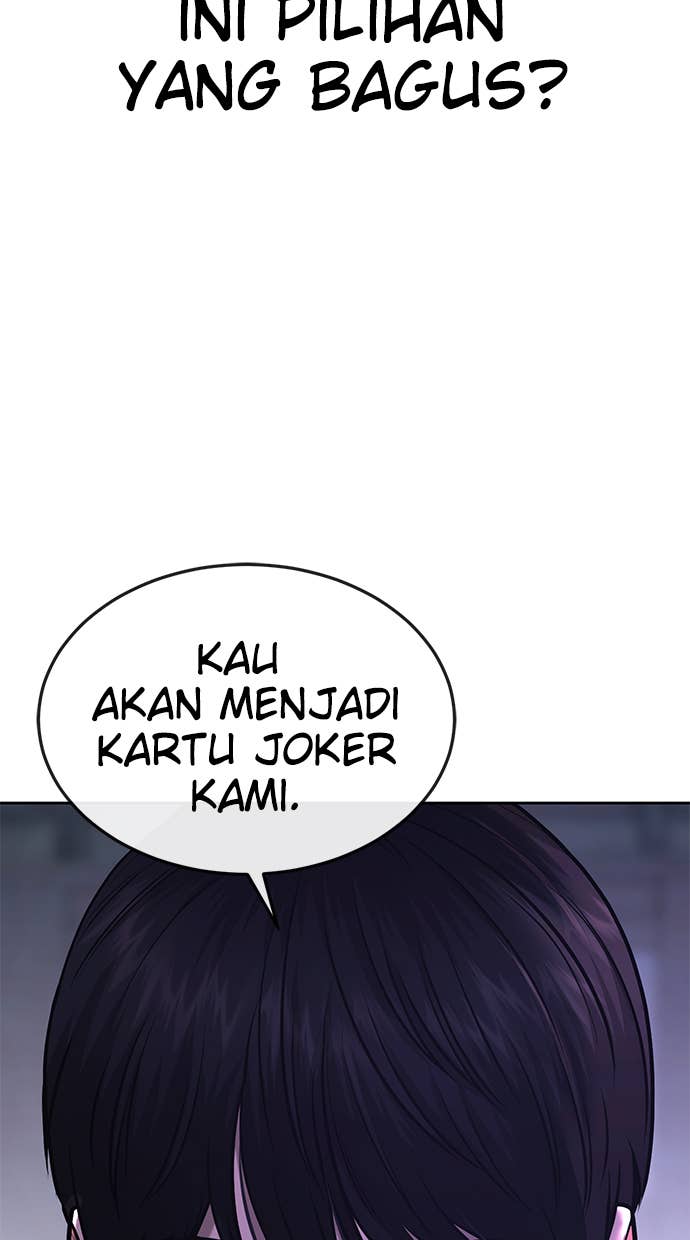 INI PILIHAN
YANG BAGUS?
KAU
AKAN MENJADI
KARTU JOKER
KAMI.